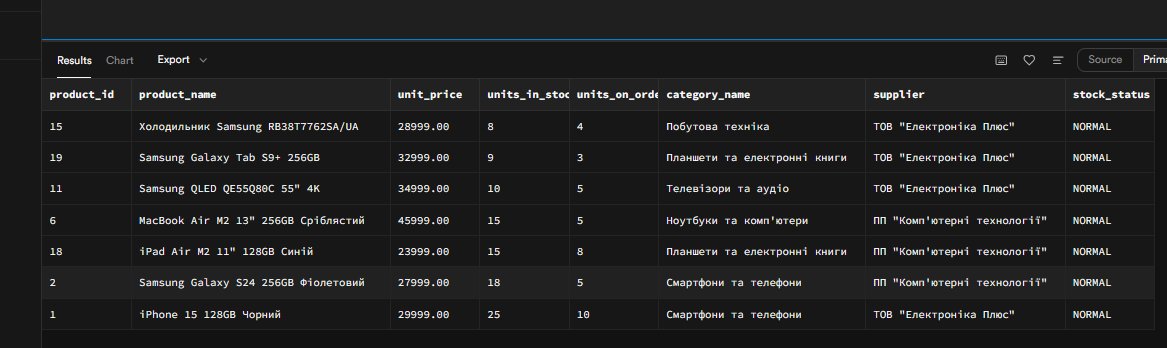 Results Chart Export Source Prima
product_id product_name unit_price units_in_stoc units_on_orde category_name supplier stock_status
15 Холодильник Samsung RB38T7762SA/UA 28999.00 8 4 Побутова техніка ТОВ "Електроніка Плюс" NORMAL
19 Samsung Galaxy Tab S9+ 256GB 32999.00 9 3 Планшети та електронні книги ТОВ "Електроніка Плюс" NORMAL
11 Samsung QLED QE55Q80C 55" 4K 34999.00 10 5 Телевізори та аудіо ТОВ "Електроніка Плюс" NORMAL
6 MacBook Air M2 13" 256GB Сріблястий 45999.00 15 5 Ноутбуки та комп'ютери ПП "Комп'ютерні технології" NORMAL
18 iPad Air M2 11" 128GB Синій 23999.00 15 8 Планшети та електронні книги ПП "Комп'ютерні технології" NORMAL
2 Samsung Galaxy S24 256GB Фіолетовий 27999.00 18 5 Смартфони та телефони ПП "Комп'ютерні технології" NORMAL
1 iPhone 15 128GB Чорний 29999.00 25 10 Смартфони та телефони ТОВ "Електроніка Плюс" NORMAL